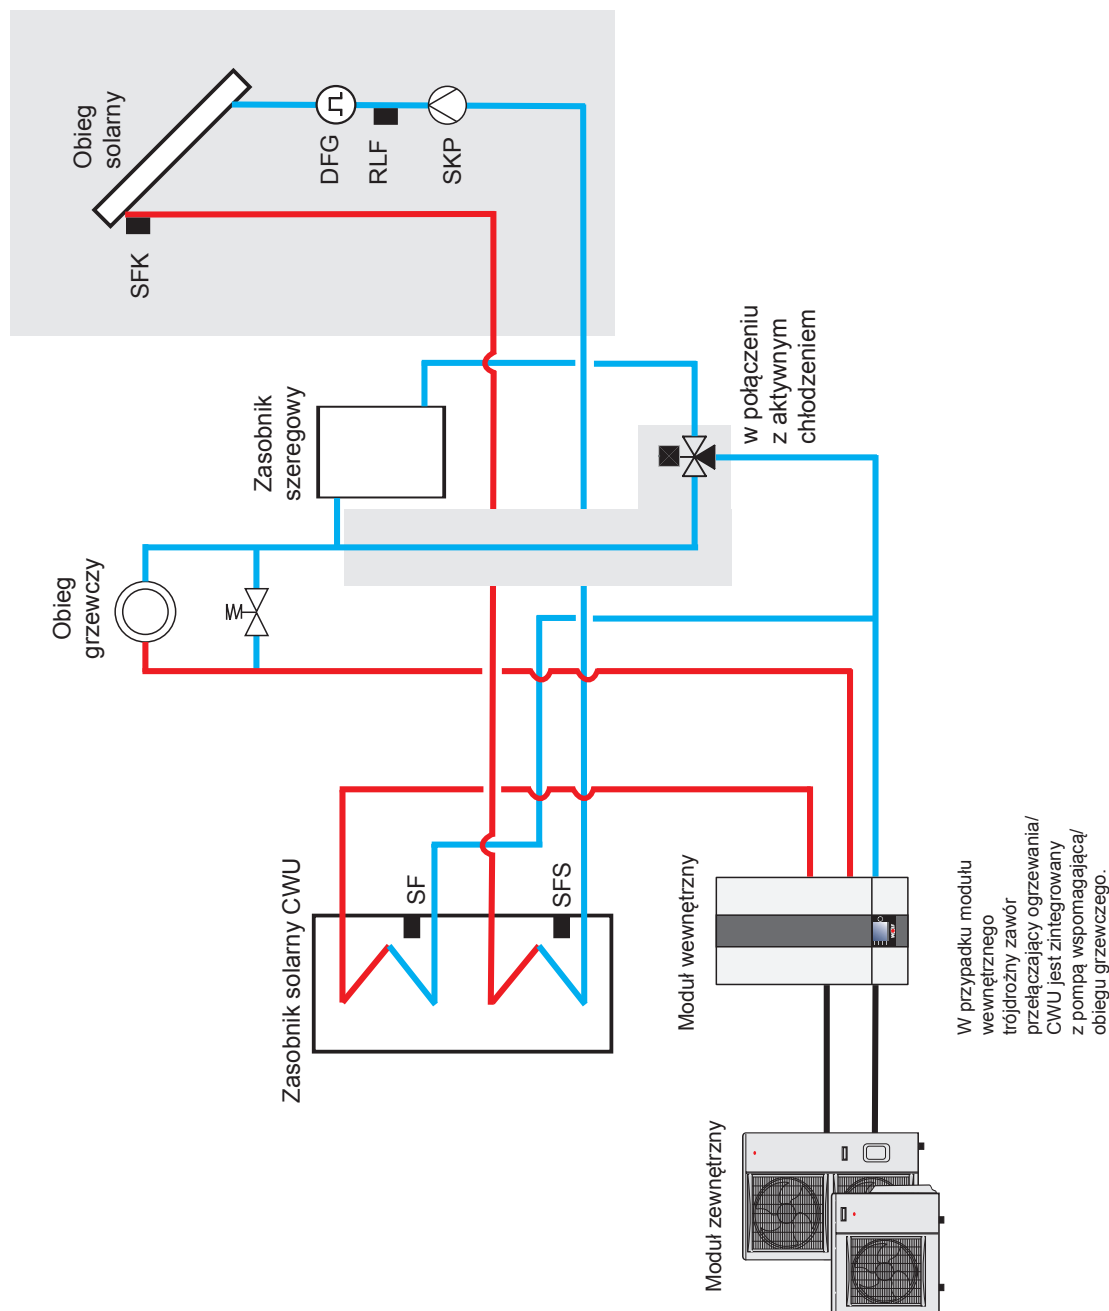 Obieg
solarny
SFK
DFG
RLF
SKP
Zasobnik
szeregowy
w połączeniu
z aktywnym
chłodzeniem
Obieg
grzewczy
Zasobnik solarny CWU
SF
SFS
Moduł wewnętrzny
W przypadku modułu
wewnętrznego
trójdrożny zawór
przełączający ogrzewania/
CWU jest zintegrowany
z pompą wspomagającą/
obiegu grzewczego.
Moduł zewnętrzny